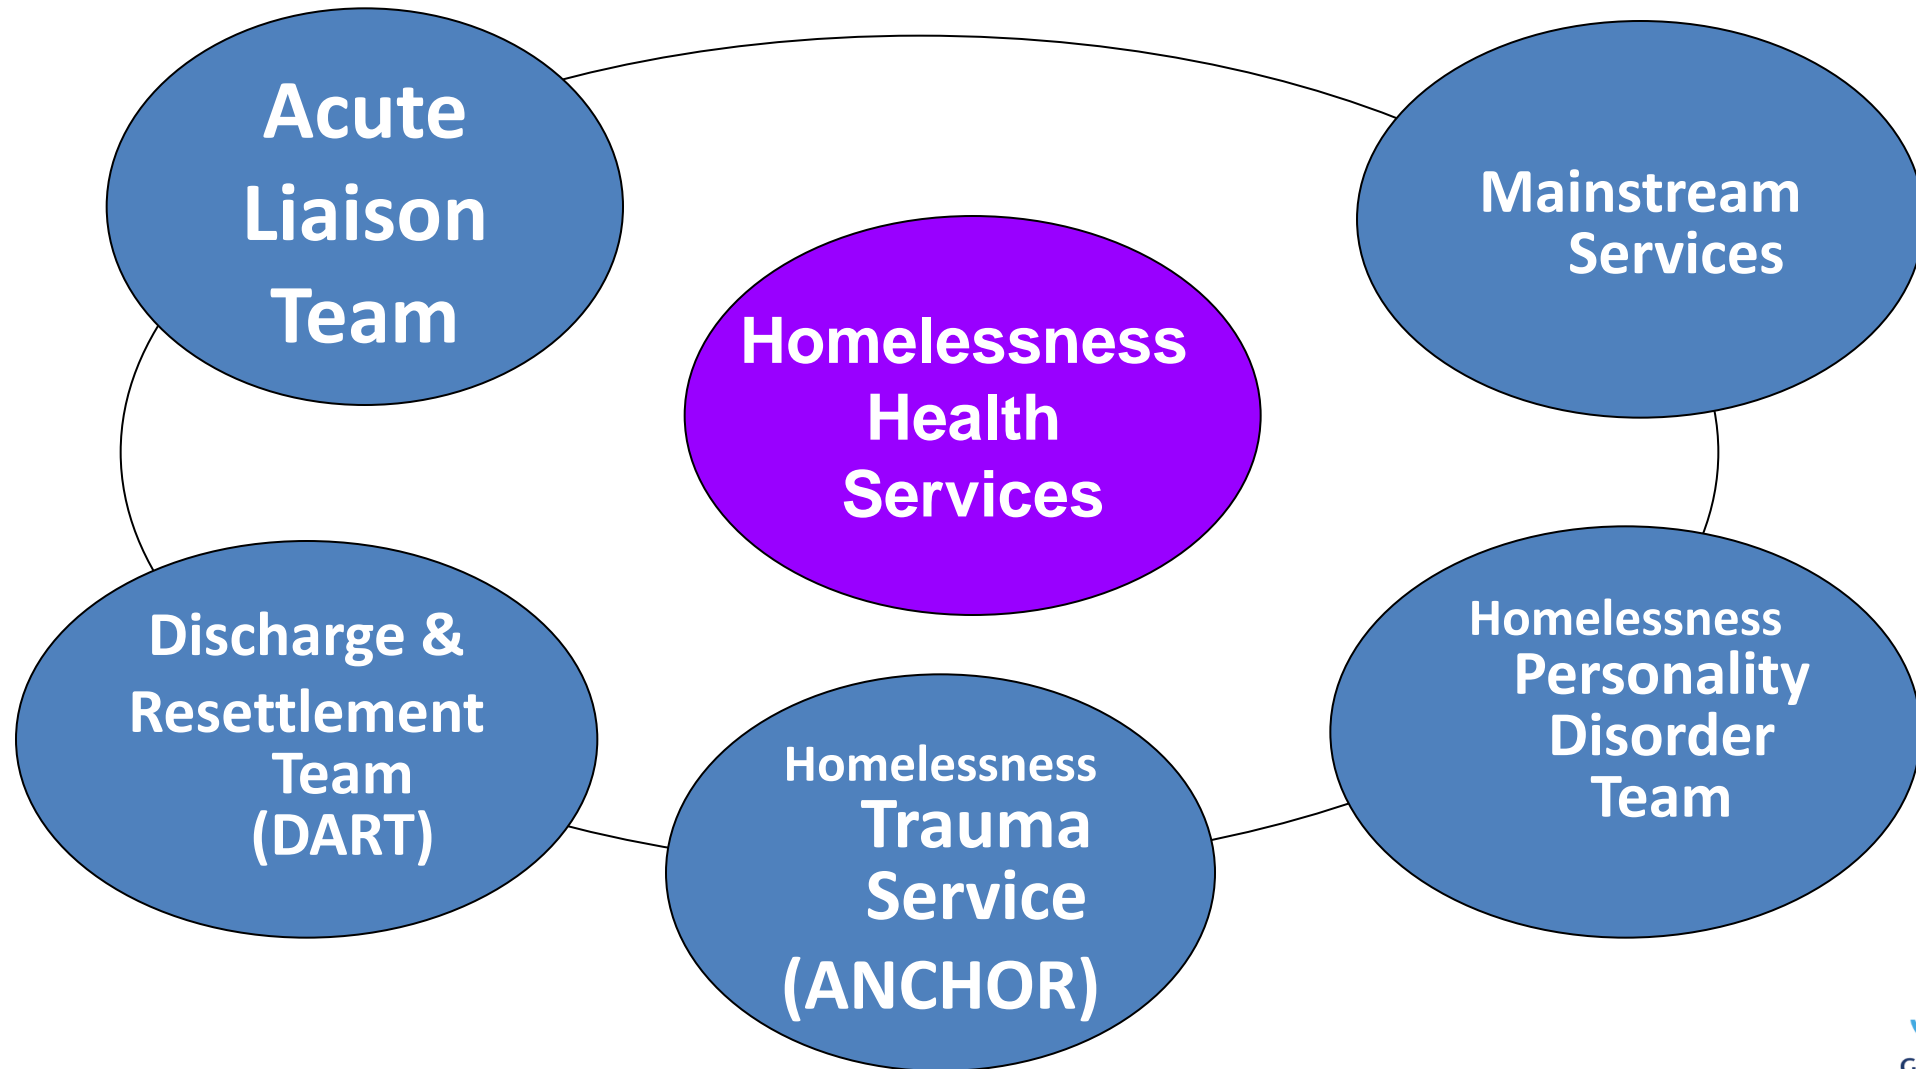 Acute
Liaison
Team
Mainstream
Services
Homelessness
Health
Services
Discharge &
Resettlement
Team
(DART)
Homelessness
Trauma
Service
(ANCHOR)
Homelessness
Personality
Disorder
Team